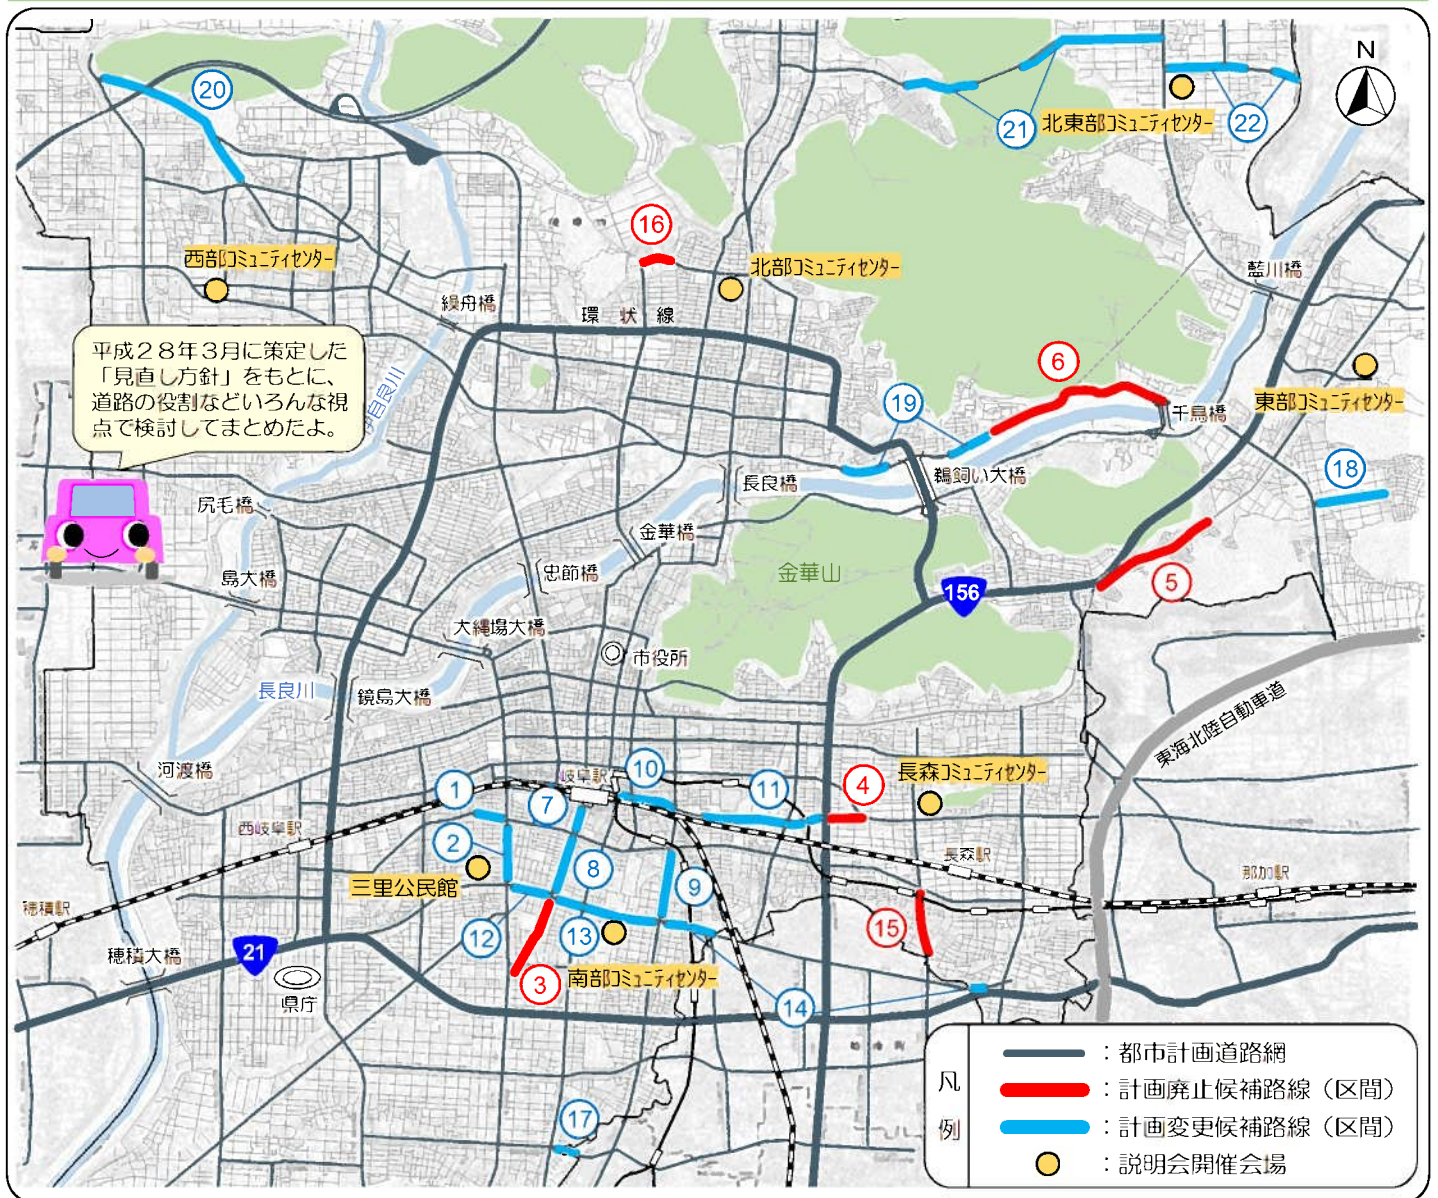 N
20
21
北東部コミュニティセンター
22
16
西部コミュニティセンター
北部コミュニティセンター
藍川橋
繰舟橋
環状線
平成２８年３月に策定した
「見直し方針」をもとに、
道路の役割などいろんな視
点で検討してまとめたよ。
伊自良川
6
19
千鳥橋
東部コミュニティセンター
18
尻毛橋
長良橋
鵜飼い大橋
金華橋
島大橋
忠節橋
金華山
156
5
大縄場大橋
市役所
長良川
鏡島大橋
東海北陸自動車道
河渡橋
岐阜駅
10
11
4
長森コミュニティセンター
1
7
西岐阜駅
2
8
9
長森駅
那加駅
三里公民館
穂積駅
12
13
15
穂積大橋
21
県庁
3
南部コミュニティセンター
14
17
凡例
：都市計画道路網
：計画廃止候補路線（区間）
：計画変更候補路線（区間）
：説明会開催会場